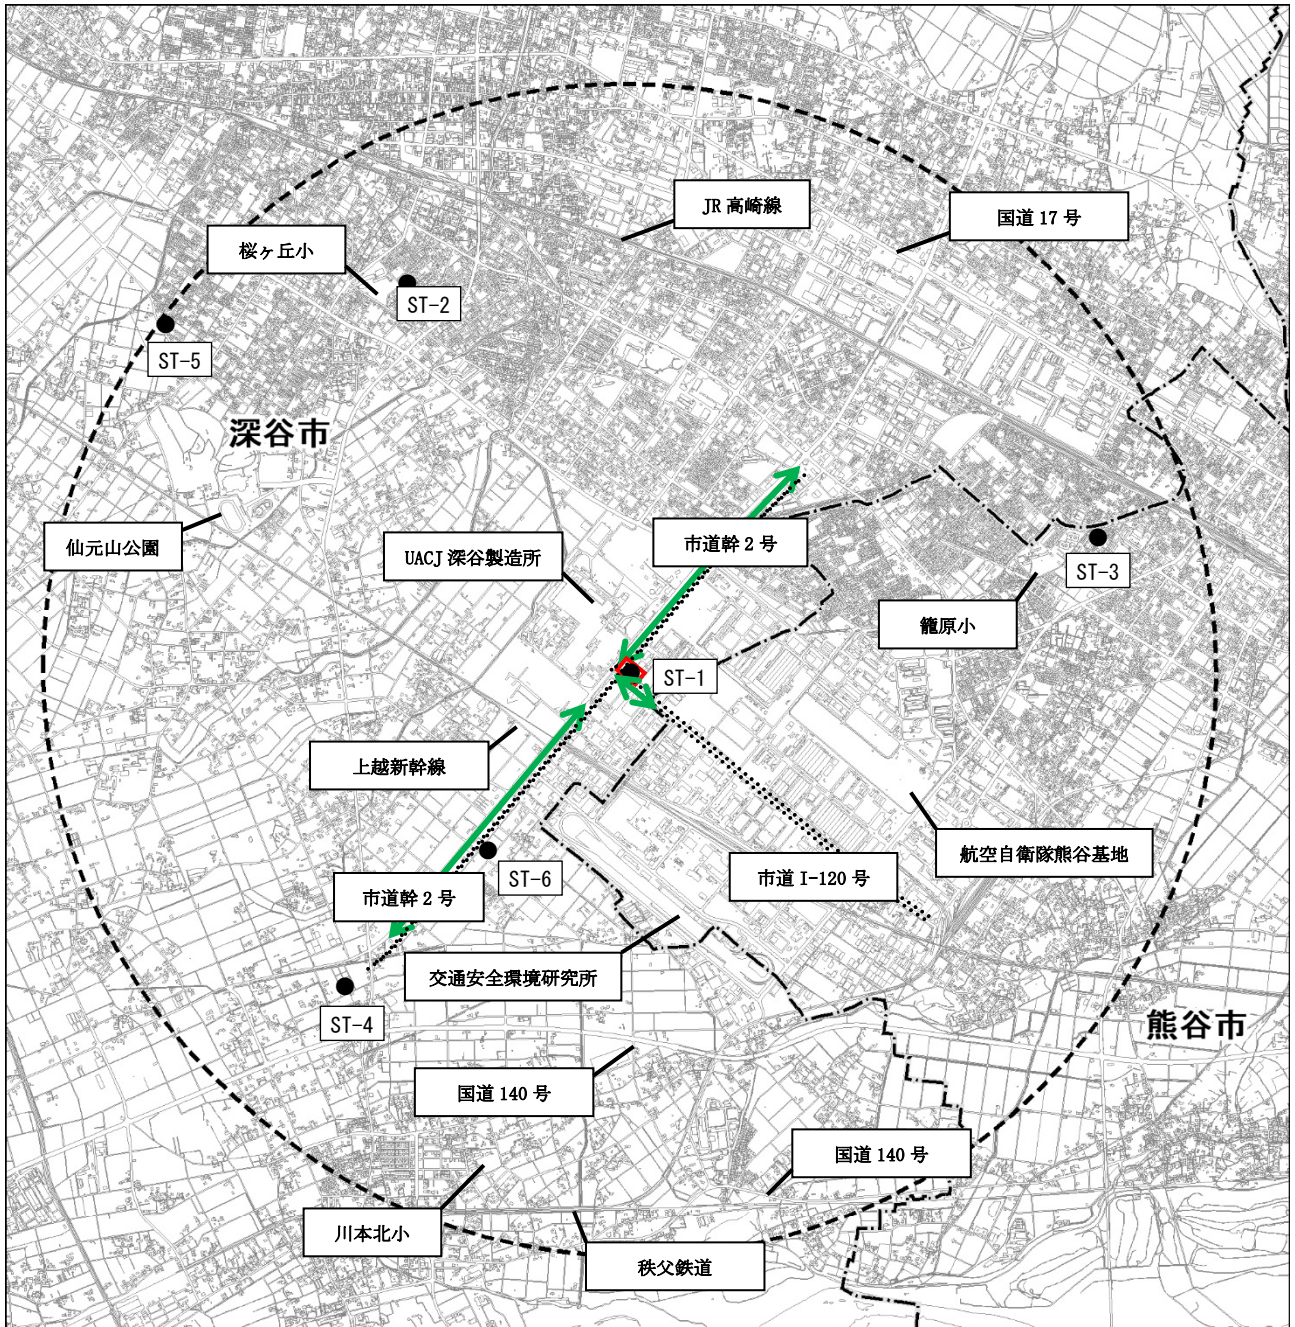 JR 高崎線
国道 17 号
桜ヶ丘小
ST-2
ST-5
深谷市
仙元山公園
UACJ 深谷製造所
市道幹 2 号
ST-3
籠原小
ST-1
上越新幹線
航空自衛隊熊谷基地
市道 I-120 号
ST-6
市道幹 2 号
交通安全環境研究所
ST-4
熊谷市
国道 140 号
国道 140 号
川本北小
秩父鉄道